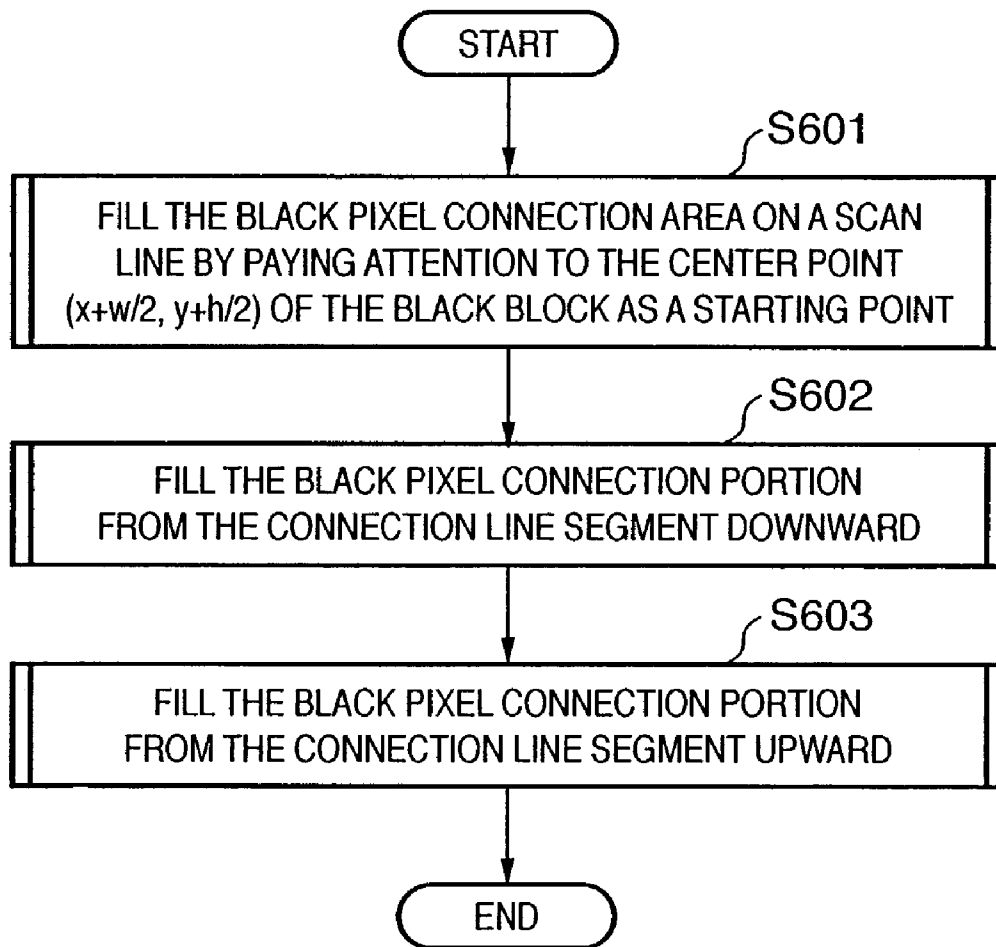 START
S601
FILL THE BLACK PIXEL CONNECTION AREA ON A SCAN
LINE BY PAYING ATTENTION TO THE CENTER POINT
(x+w/2, y+h/2) OF THE BLACK BLOCK AS A STARTING POINT
S602
FILL THE BLACK PIXEL CONNECTION PORTION
FROM THE CONNECTION LINE SEGMENT DOWNWARD
S603
FILL THE BLACK PIXEL CONNECTION PORTION
FROM THE CONNECTION LINE SEGMENT UPWARD
END